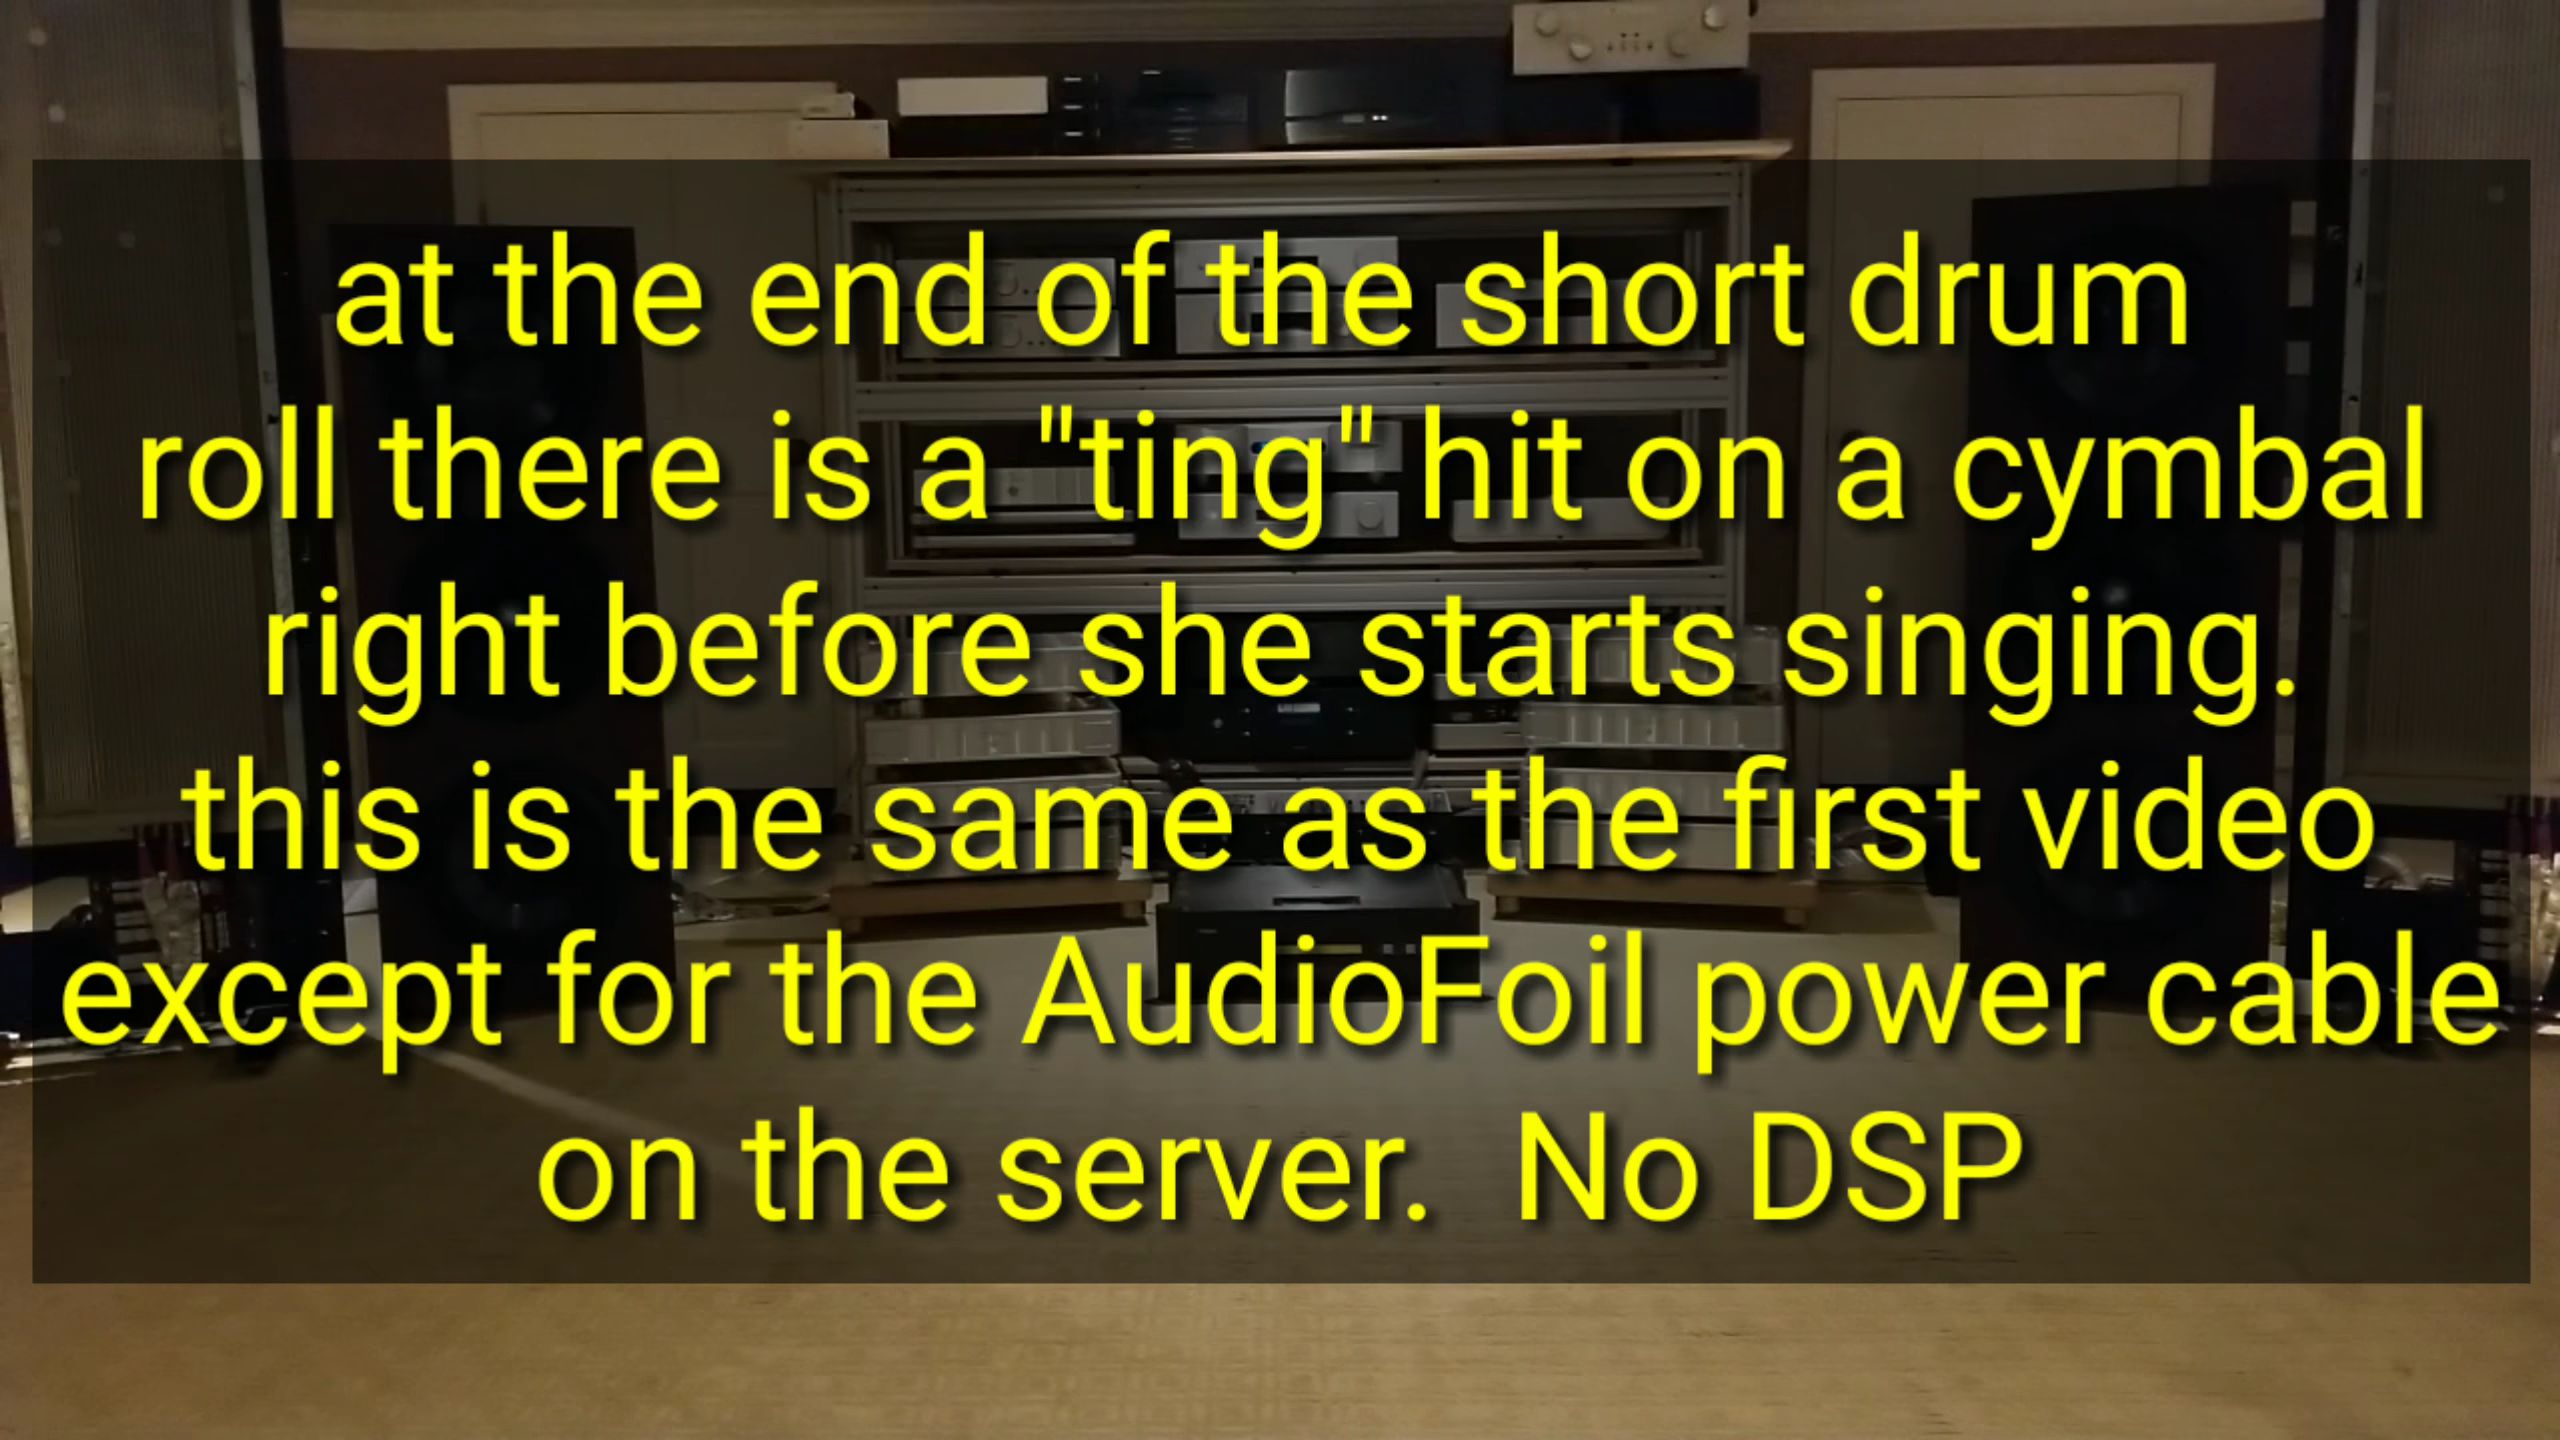 at the end of the short drum
roll there is a "ting" hit on a cymbal
right before she starts singing.
this is the same as the first video
except for the AudioFoil power cable
on the server.  No DSP